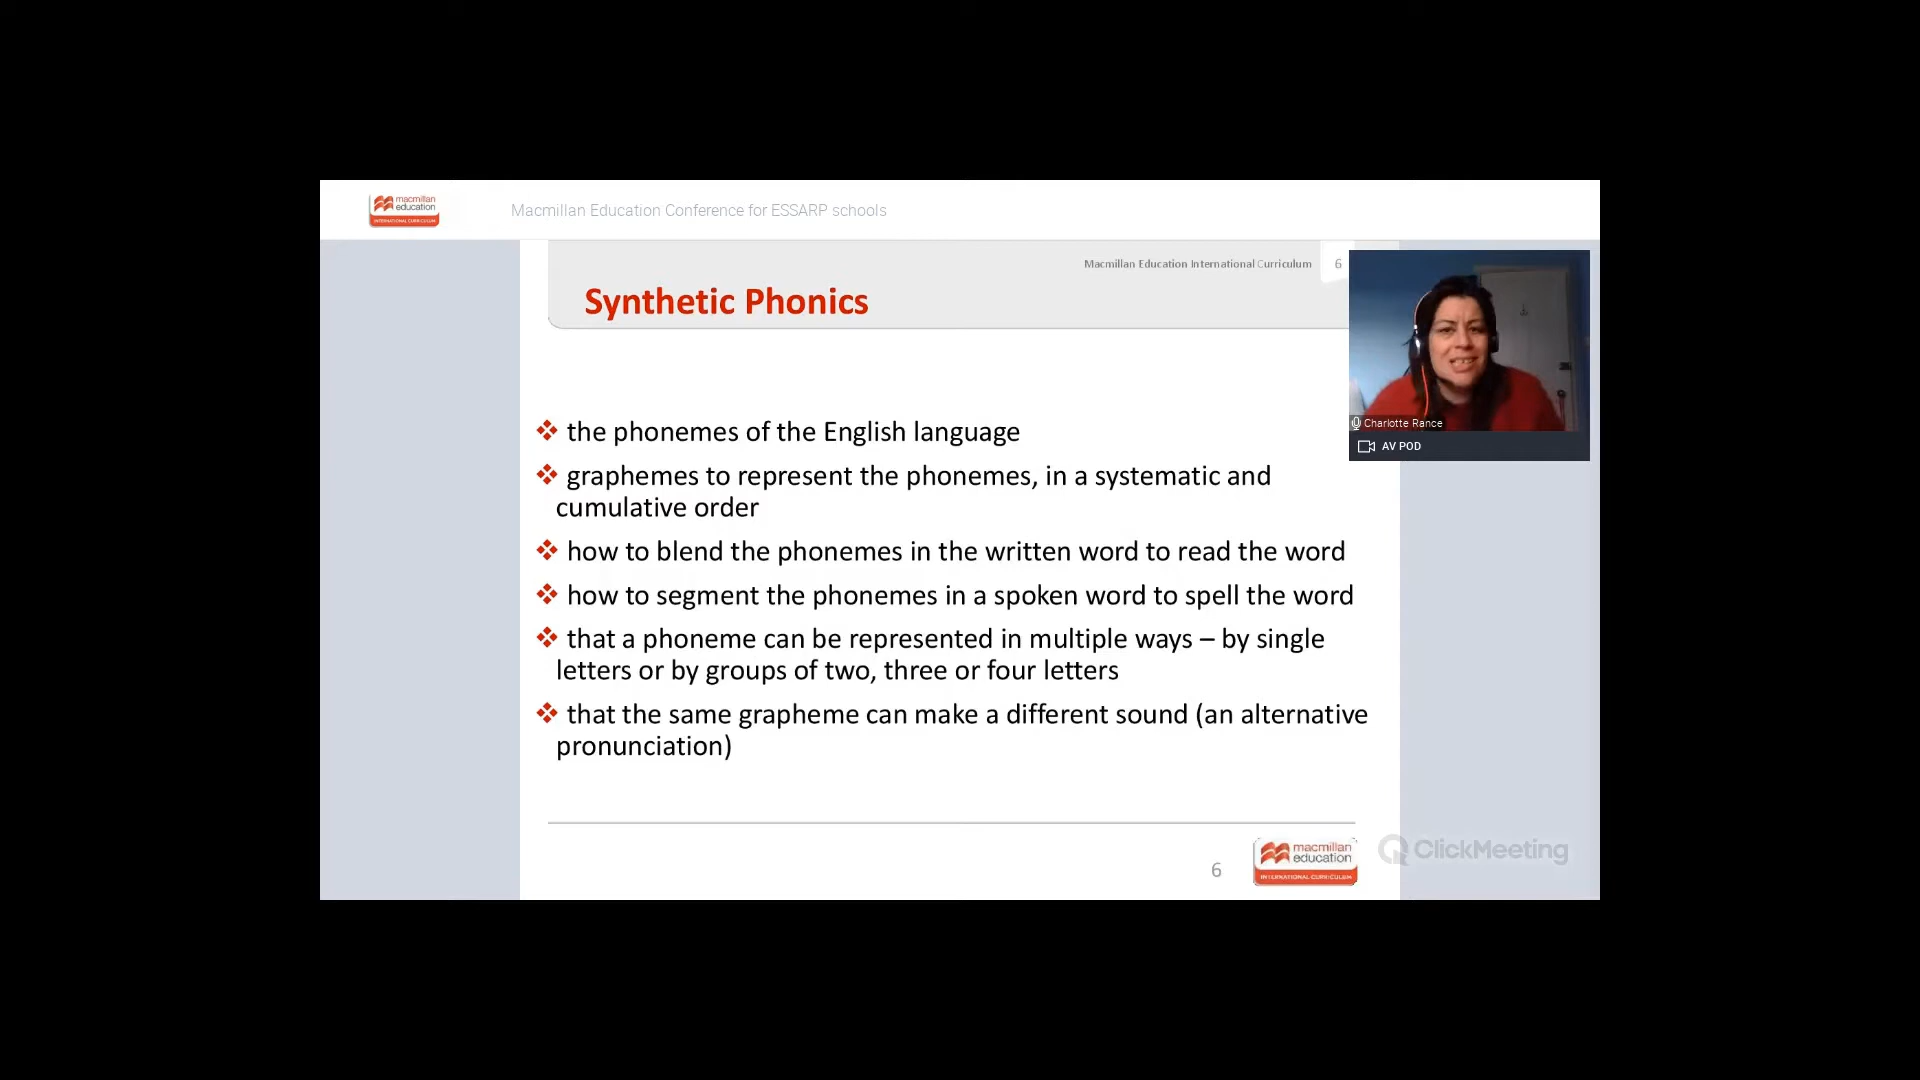 macmillan
education
INTERNATIONAL CURRICULUM
Macmillan Education Conference for ESSARP schools
Macmillan Education International Curriculum
6
Synthetic Phonics
Charlotte Rance
AV POD
the phonemes of the English language
graphemes to represent the phonemes, in a systematic and
cumulative order
how to blend the phonemes in the written word to read the word
how to segment the phonemes in a spoken word to spell the word
that a phoneme can be represented in multiple ways – by single
letters or by groups of two, three or four letters
that the same grapheme can make a different sound (an alternative
pronunciation)
6
macmillan
education
INTERNATIONAL CURRICULUM
ClickMeeting